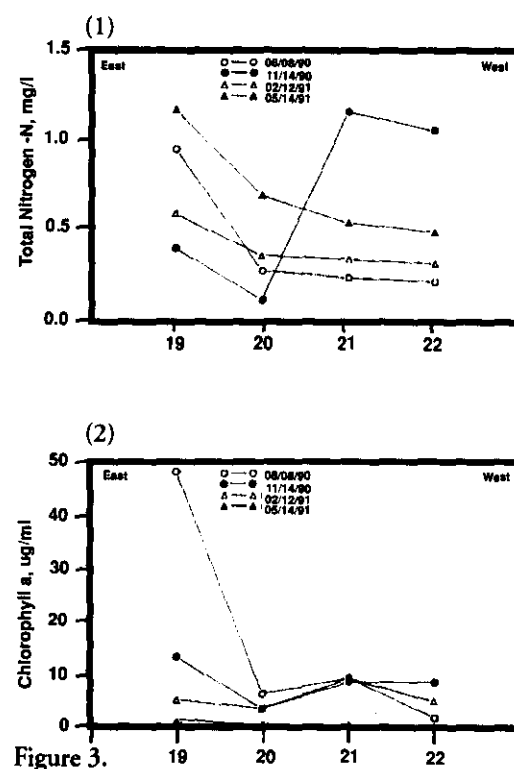 (1)
Total Nitrogen -N, mg/l
1.5
1.0
0.5
0.0
East
West
06/08/90
11/14/90
02/12/91
05/14/91
19 20 21 22
(2)
Chlorophyll a, ug/ml
50
40
30
20
10
0
East
West
06/08/90
11/14/90
02/12/91
05/14/91
19 20 21 22
Figure 3.